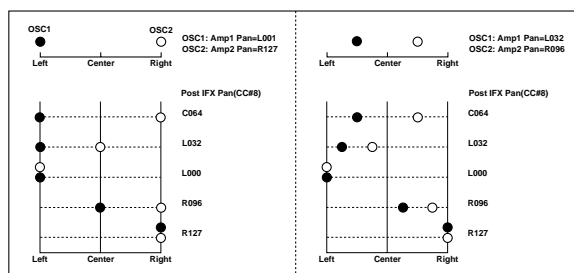 OSC1 OSC2
OSC1: Amp1 Pan=L001
OSC2: Amp2 Pan=R127
Left Center Right
Post IFX Pan(CC#8)
C064
L032
L000
R096
R127
Left Center Right
OSC1: Amp1 Pan=L032
OSC2: Amp2 Pan=R096
Left Center Right
Post IFX Pan(CC#8)
C064
L032
L000
R096
R127
Left Center Right